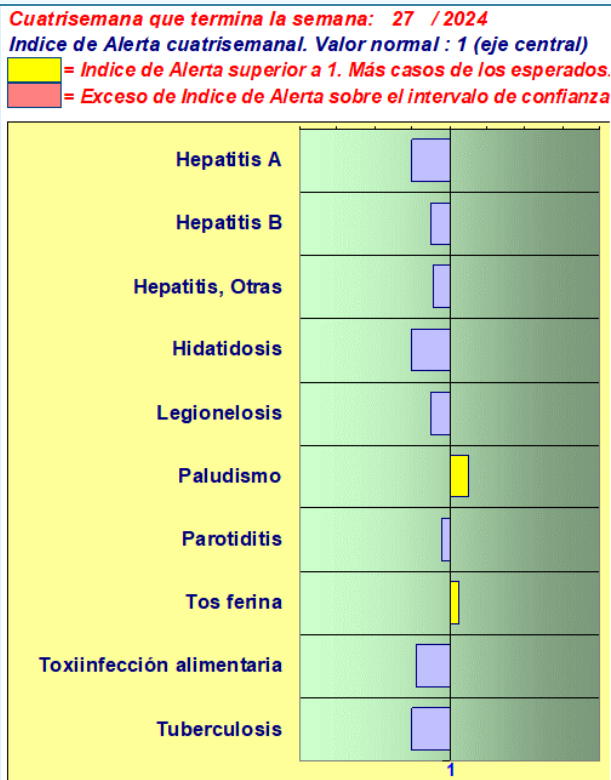 Cuatrisemana que termina la semana: 27 / 2024
Indice de Alerta cuatrisemanal. Valor normal : 1 (eje central)
= Indice de Alerta superior a 1. Más casos de los esperados.
= Exceso de Indice de Alerta sobre el intervalo de confianza
Hepatitis A
Hepatitis B
Hepatitis, Otras
Hidatidosis
Legionelosis
Paludismo
Parotiditis
Tos ferina
Toxiinfección alimentaria
Tuberculosis
1